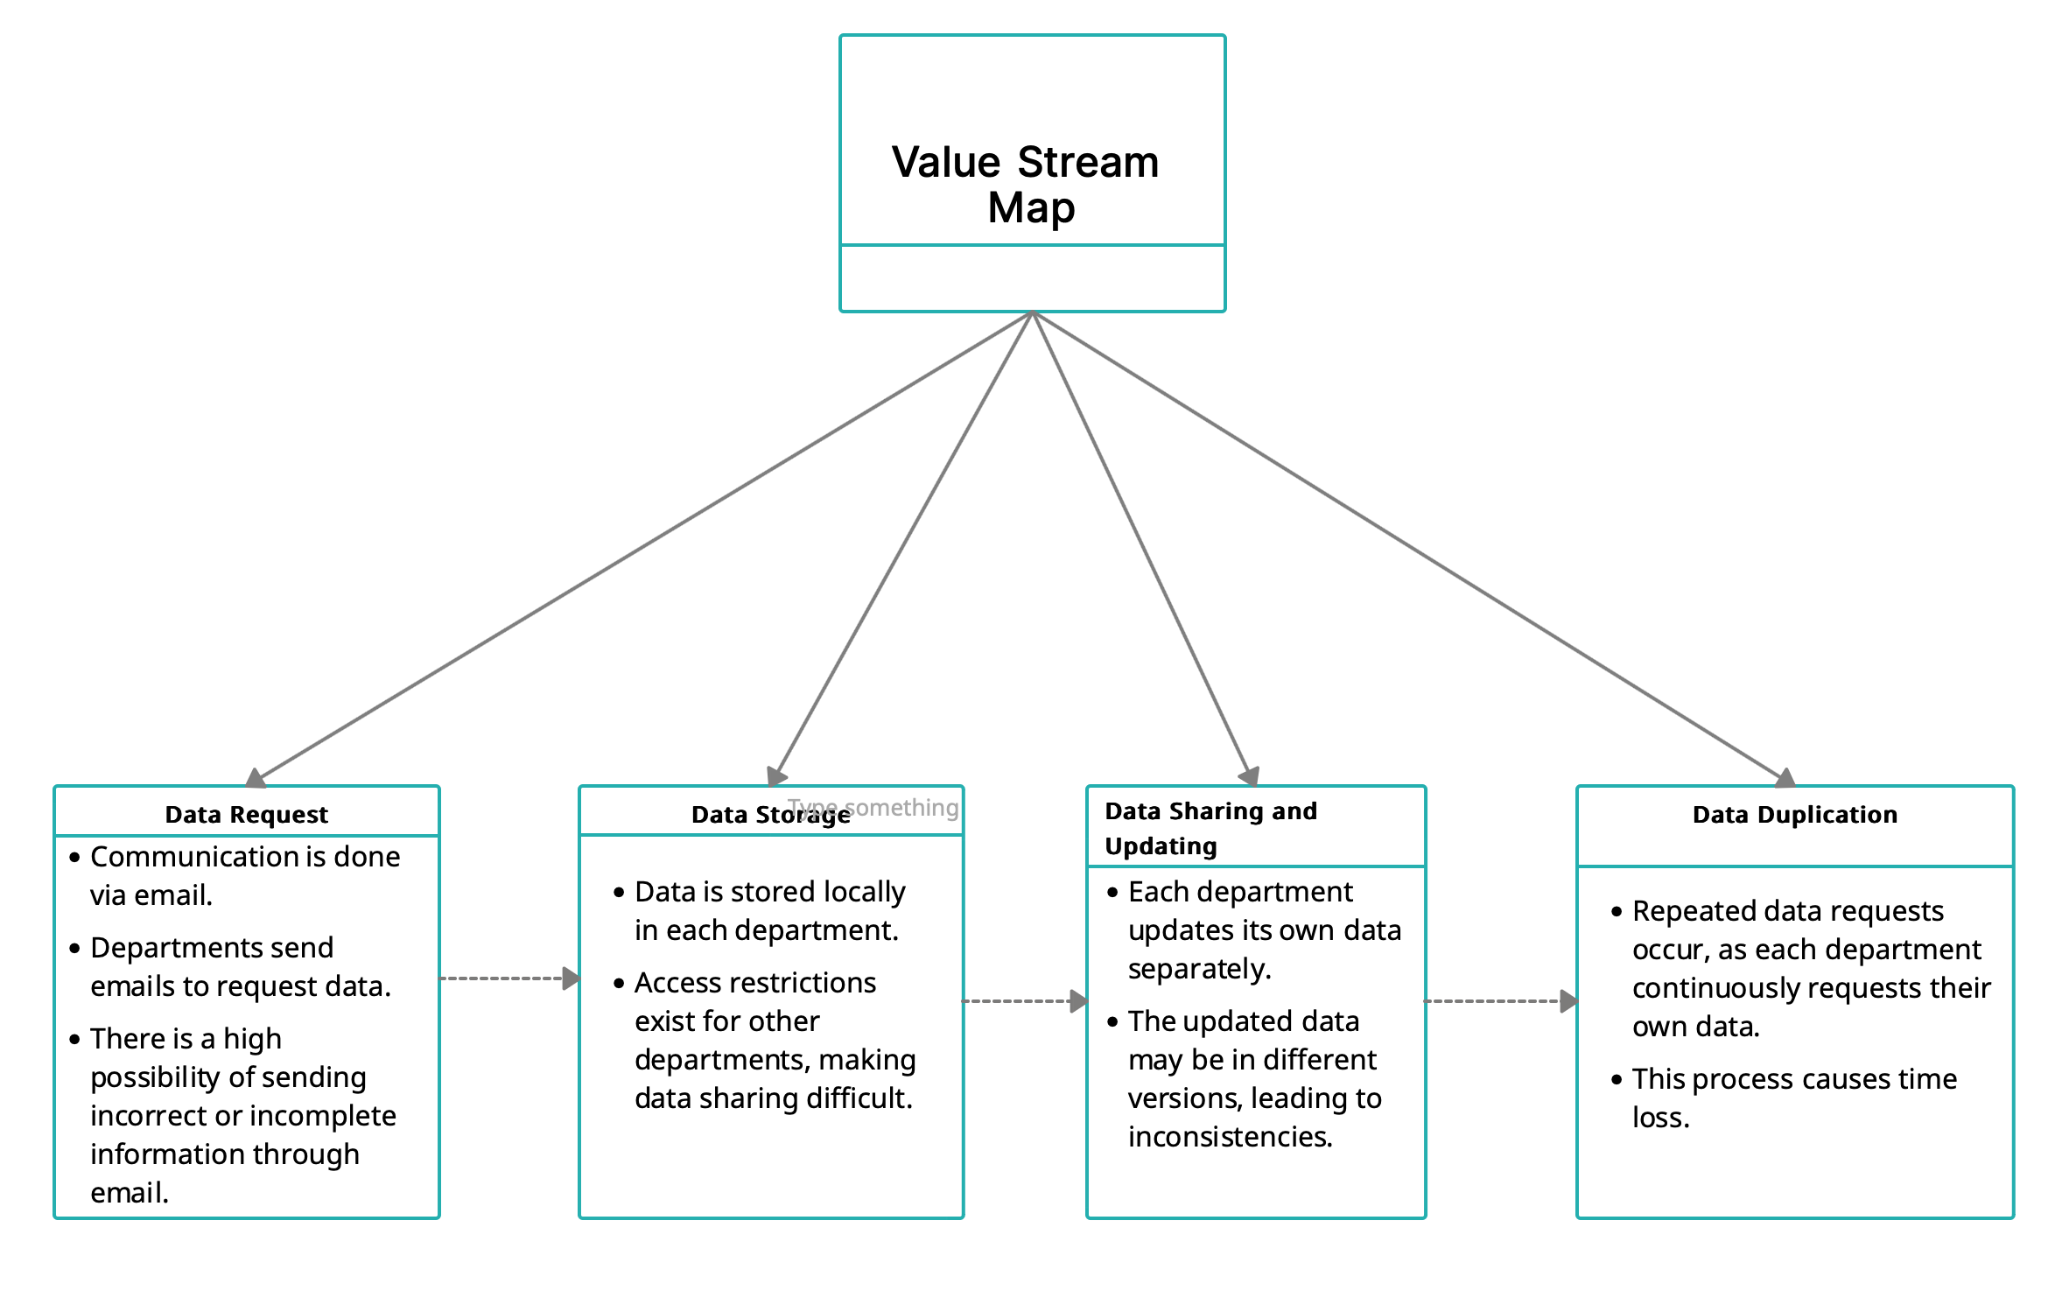 Value Stream
Map
Data Request
• Communication is done
via email.
• Departments send
emails to request data.
• There is a high
possibility of sending
incorrect or incomplete
information through
email.
Data Storage
Type something
• Data is stored locally
in each department.
• Access restrictions
exist for other
departments, making
data sharing difficult.
Data Sharing and
Updating
• Each department
updates its own data
separately.
• The updated data
may be in different
versions, leading to
inconsistencies.
Data Duplication
• Repeated data requests
occur, as each department
continuously requests their
own data.
• This process causes time
loss.